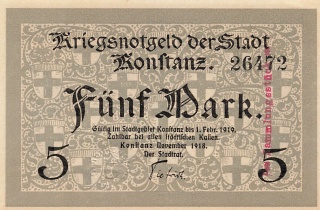 Kriegsnotgeld der Stadt
Konstanz. 26472
Fünf Mark.
Gültig im Stadtgebiet Konstanz bis 1. Febr. 1919.
Zahlbar bei allen städtischen Kassen.
Konstanz November 1918.
Der Stadtrat.
5 5